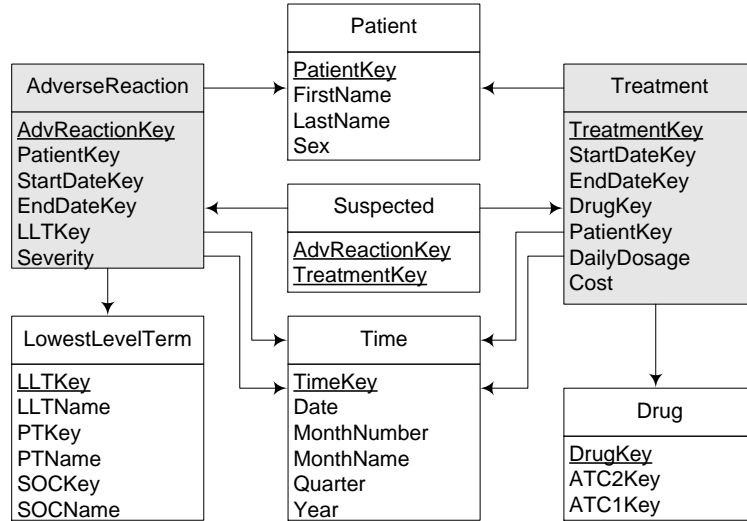 Patient
PatientKey
FirstName
LastName
Sex
AdverseReaction
AdvReactionKey
PatientKey
StartDateKey
EndDateKey
LLTKey
Severity
Treatment
TreatmentKey
StartDateKey
EndDateKey
DrugKey
PatientKey
DailyDosage
Cost
Suspected
AdvReactionKey
TreatmentKey
LowestLevelTerm
LLTKey
LLTName
PTKey
PTName
SOCKey
SOCName
Time
TimeKey
Date
MonthNumber
MonthName
Quarter
Year
Drug
DrugKey
ATC2Key
ATC1Key